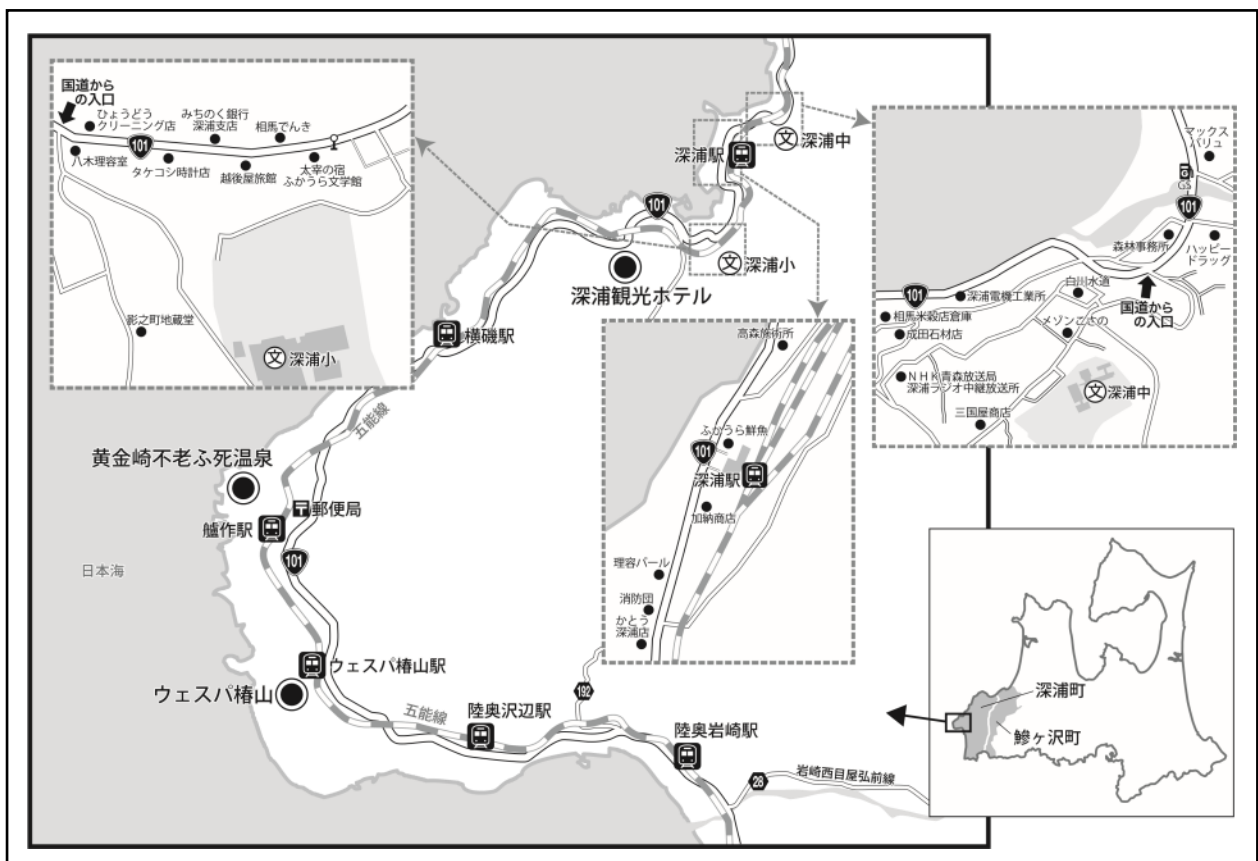 国道から
の入口
ひょうどう
クリーニング店
みちのく銀行
深浦支店
相馬でんき
101
八木理容室
タケコシ時計店
越後屋旅館
太宰の宿
ふかうら文学館
影之町地蔵堂
文
深浦小
文
深浦中
深浦駅
101
文
深浦小
深浦観光ホテル
横磯駅
五能線
黄金崎不老ふ死温泉
郵便局
艫作駅
101
日本海
ウェスパ椿山駅
ウェスパ椿山
五能線
陸奥沢辺駅
192
陸奥岩崎駅
28
岩崎西目屋弘前線
高森施術所
ふかうら鮮魚
101
深浦駅
加納商店
理容パール
消防団
かとう
深浦店
マックス
バリュ
GS
101
森林事務所
ハッピー
ドラッグ
白川水道
国道から
の入口
101
深浦電機工業所
相馬米穀店倉庫
メゾンこさの
成田石材店
NHK青森放送局
深浦ラジオ中継放送所
文
深浦中
三国屋商店
深浦町
鰺ヶ沢町